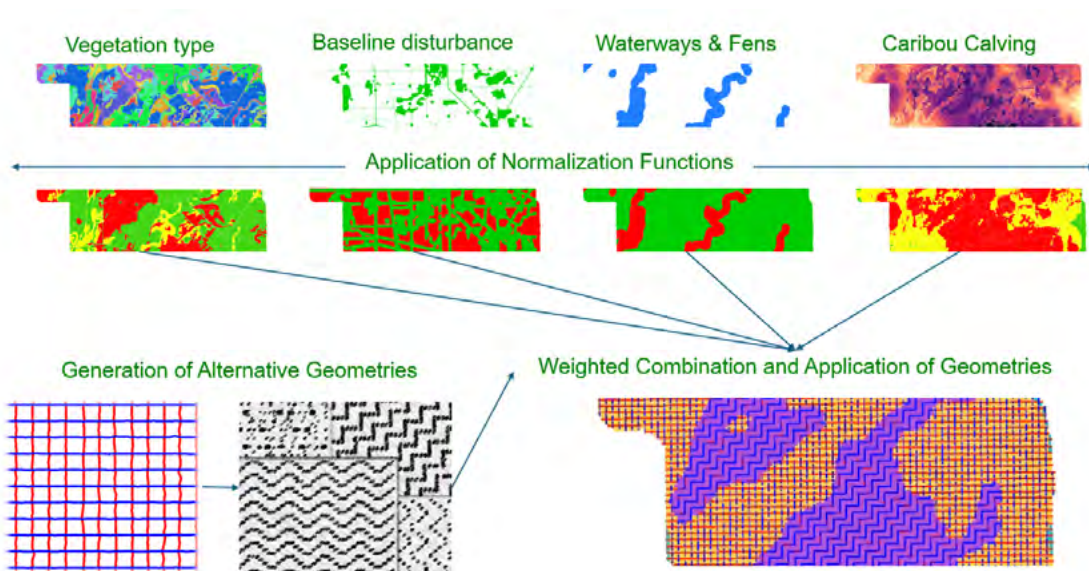 Vegetation type
Baseline disturbance
Waterways & Fens
Caribou Calving
Application of Normalization Functions
Generation of Alternative Geometries
Weighted Combination and Application of Geometries